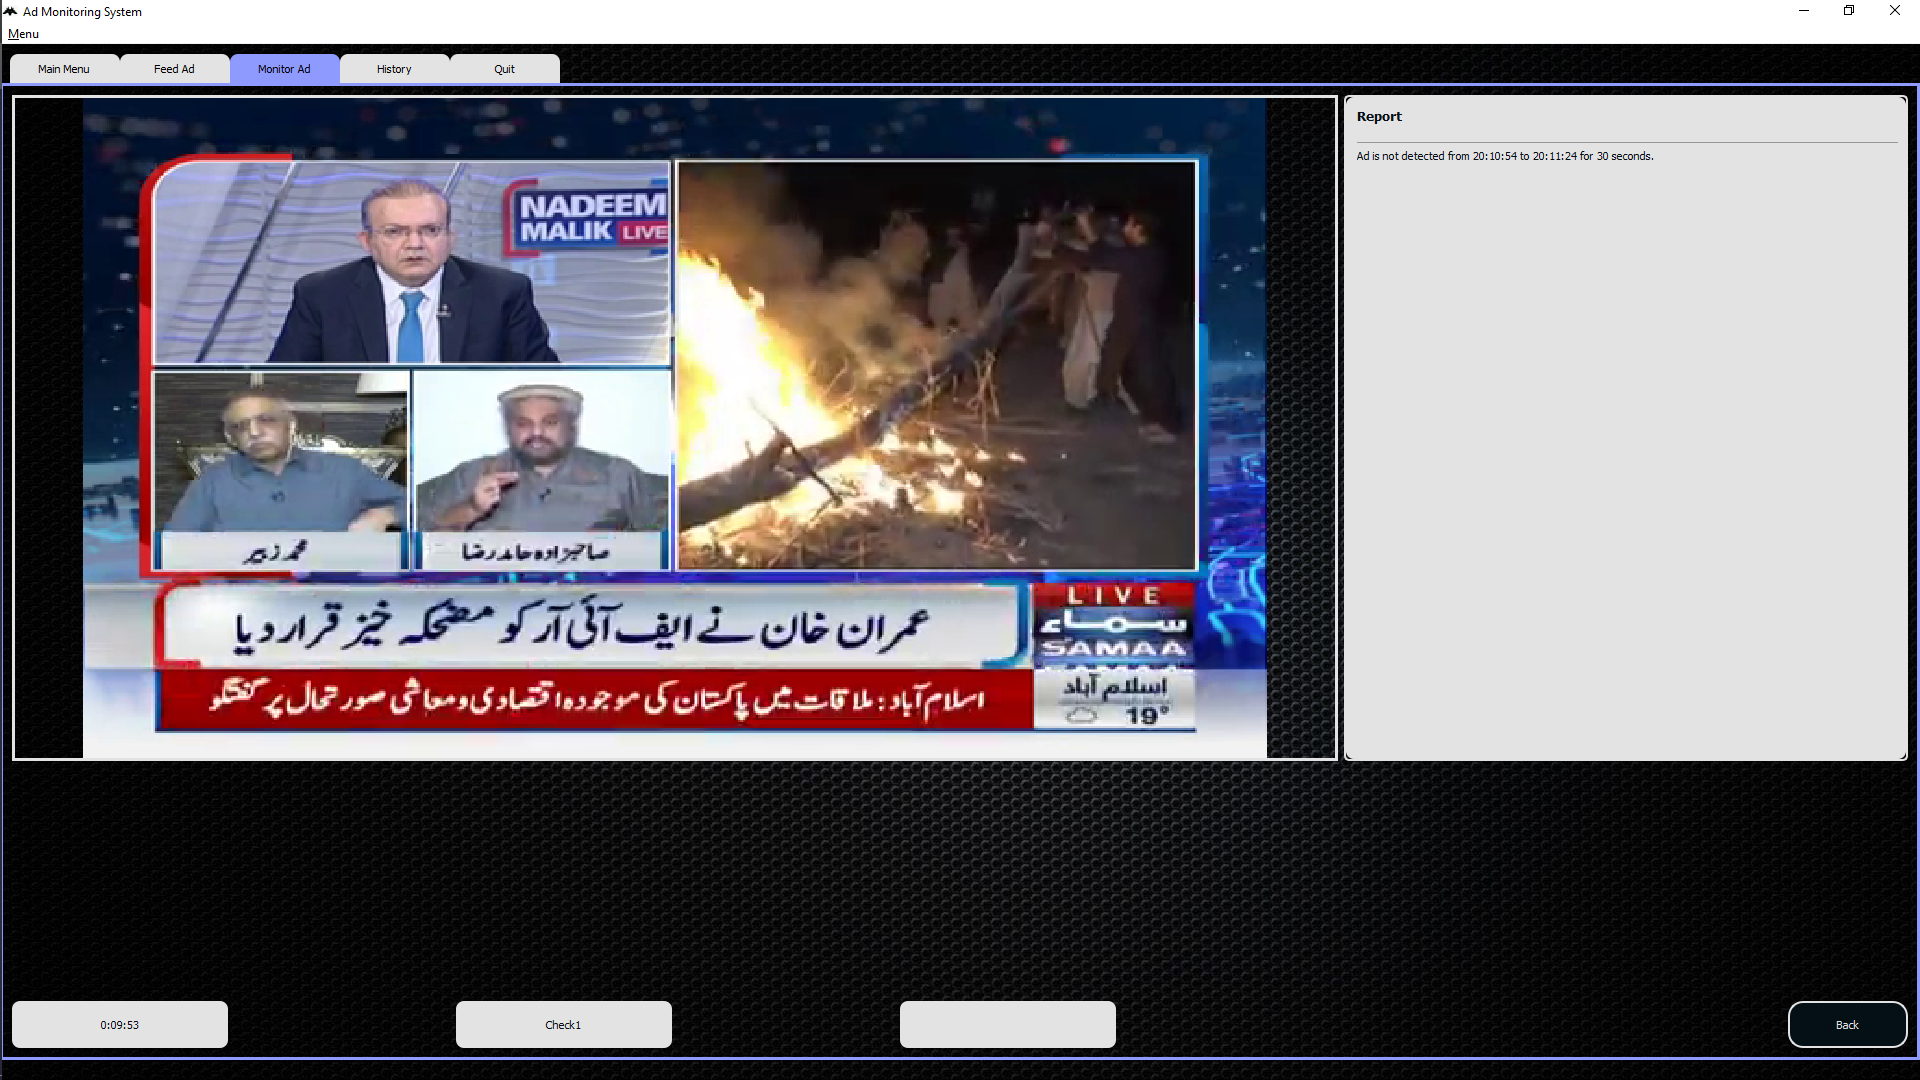 Ad Monitoring System
Menu
Main Menu
Feed Ad
Monitor Ad
History
Quit
NADEEM
MALIK LIVE
محمد زبیر
صاحبزادہ حامد رضا
عمران خان نے ایف آئی آر کو مضحکہ خیز قرار دیا
LIVE
سماء
SAMAA
اسلام آباد : ملاقات میں پاکستان کی موجودہ اقتصادی و معاشی صورتحال پر گفتگو
اسلام آباد
19°
Report
Ad is not detected from 20:10:54 to 20:11:24 for 30 seconds.
0:09:53
Check1
Back